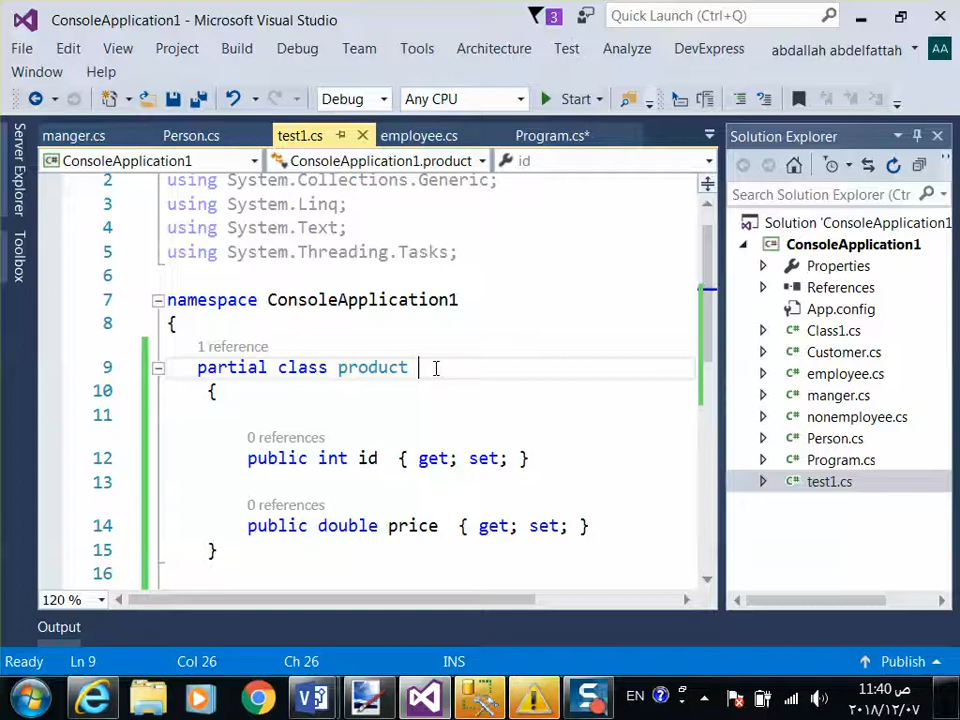 ConsoleApplication1 - Microsoft Visual Studio
3
Quick Launch (Ctrl+Q)
File Edit View Project Build Debug Team Tools Architecture Test Analyze DevExpress abdallah abdelfattah AA
Window Help
Debug Any CPU Start
Server Explorer
Toolbox
manger.cs Person.cs test1.cs employee.cs Program.cs*
ConsoleApplication1 ConsoleApplication1.product id
2 using System.Collections.Generic;
3 using System.Linq;
4 using System.Text;
5 using System.Threading.Tasks;
6
7 namespace ConsoleApplication1
8 {
1 reference
9 partial class product
10 {
11
0 references
12 public int id { get; set; }
13
0 references
14 public double price { get; set; }
15 }
16
120 %
Solution Explorer
Search Solution Explorer (Ctr
Solution 'ConsoleApplication1
ConsoleApplication1
Properties
References
App.config
Class1.cs
Customer.cs
employee.cs
manger.cs
nonemployee.cs
Person.cs
Program.cs
test1.cs
Output
Ready Ln 9 Col 26 Ch 26 INS Publish
EN
11:40 ص
٢٠١٨/١٢/٠٧